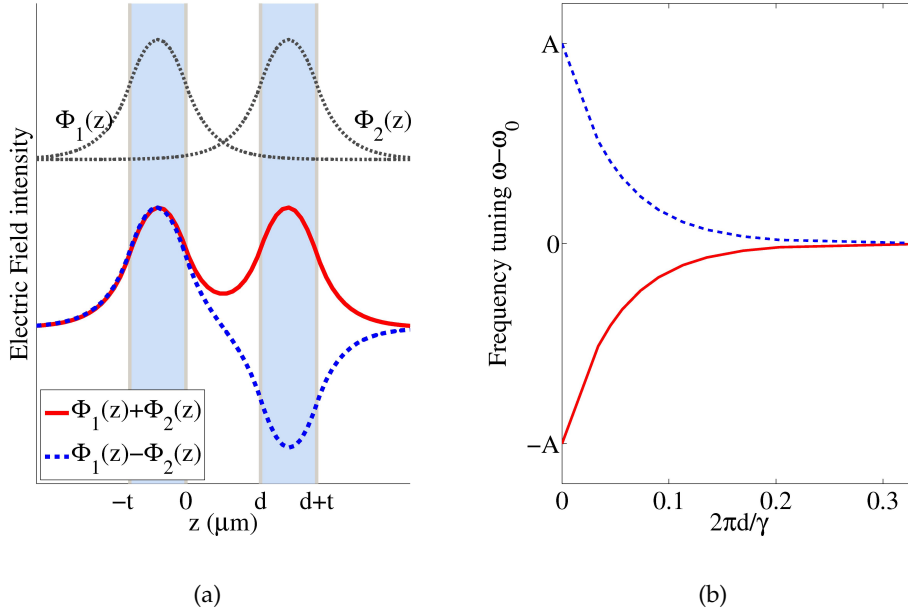 Φ₁(z)
Φ₂(z)
Electric Field intensity
Φ₁(z)+Φ₂(z)
Φ₁(z)−Φ₂(z)
−t 0 d d+t
z (μm)
(a)
A
0
−A
Frequency tuning ω−ω₀
0 0.1 0.2 0.3
2πd/γ
(b)